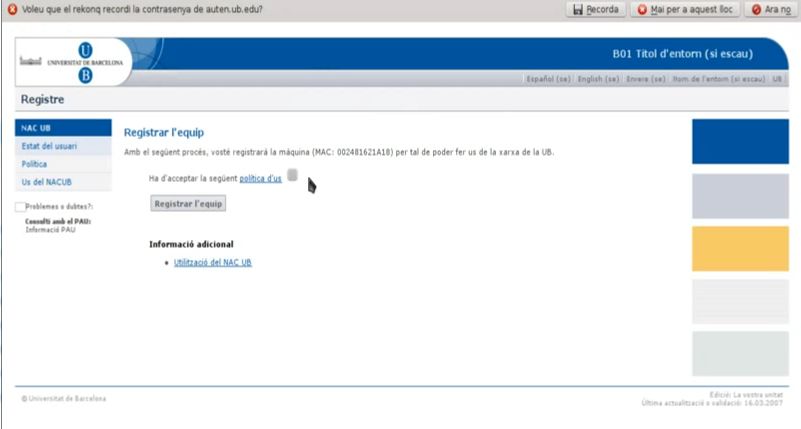 Voleu que el rekonq recordi la contrasenya de auten.ub.edu?
Recorda
Mai per a aquest lloc
Ara no
UNIVERSITAT DE BARCELONA
U
B
B01 Títol d'entorn (si escau)
Español (se) | English (se) | Enrera (se) | Nom de l'entorn (si escau) | UB
Registre
NAC UB
Estat del usuari
Política
Us del NACUB
Problemes o dubtes?:
Consulti amb el PAU:
Informació PAU
Registrar l'equip
Amb el següent procés, vostè registrarà la màquina (MAC: 002481621A18) per tal de poder fer us de la xarxa de la UB.
Ha d'acceptar la següent política d'us
Registrar l'equip
Informació adicional
Utilització del NAC UB
© Universitat de Barcelona
Edició: La vostra unitat
Última actualització o validació: 16.03.2007